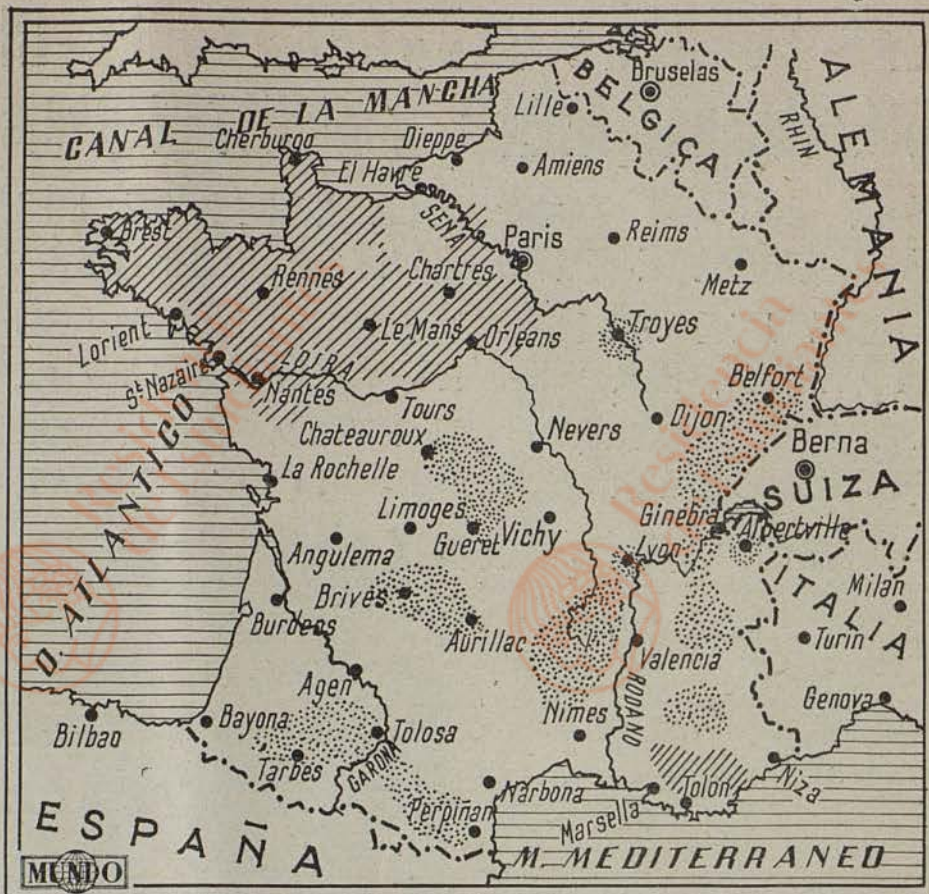 CANAL DE LA MANCHA
Cherburgo
Dieppe
El Havre
Lille
BELGICA
Bruselas
ALEMANIA
RHIN
Amiens
SENA
Paris
Reims
Metz
Brest
Rennes
Chartres
Lorient
Le Mans
Orleans
Troyes
St. Nazaire
LOIRA
Nantes
Tours
Belfort
Dijon
Chateauroux
Nevers
Berna
O. ATLANTICO
La Rochelle
SUIZA
Limoges
Gueret
Vichy
Ginebra
Albertville
Angulema
Lyon
ITALIA
Milan
Brives
Burdeos
Aurillac
Valencia
Turin
Agen
RODANO
Genova
Nimes
Bilbao
Bayona
Tolosa
Tarbes
GARONA
Narbona
Marsella
Tolon
Niza
Perpiñan
ESPAÑA
M. MEDITERRANEO
MUNDO
Residencia
de
Residencia